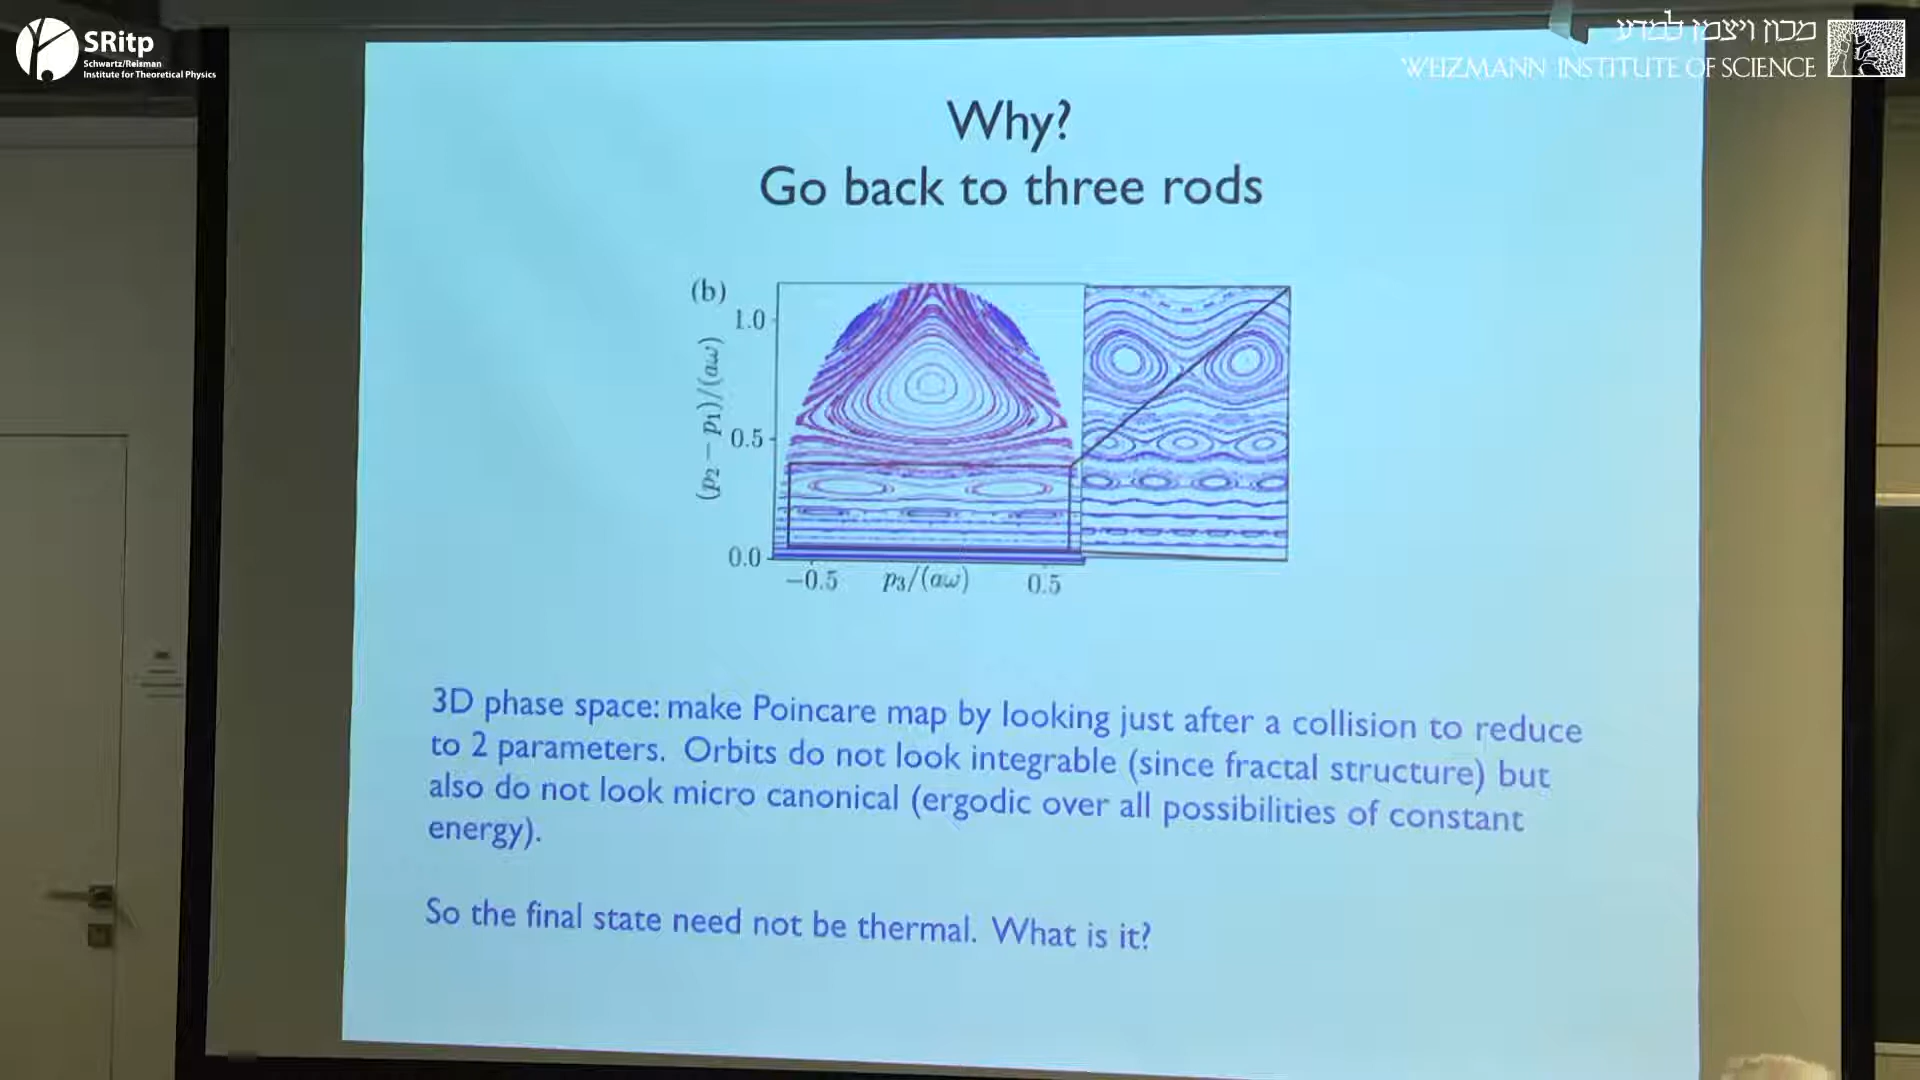 SRitp
Schwartz/Reisman
Institute for Theoretical Physics
מכון ויצמן למדע
WEIZMANN INSTITUTE OF SCIENCE
Why?
Go back to three rods
(b)
1.0
0.5
0.0
(p₂ − p₁)/(aω)
−0.5
p₃/(aω)
0.5
3D phase space: make Poincare map by looking just after a collision to reduce
to 2 parameters. Orbits do not look integrable (since fractal structure) but
also do not look micro canonical (ergodic over all possibilities of constant
energy).
So the final state need not be thermal. What is it?